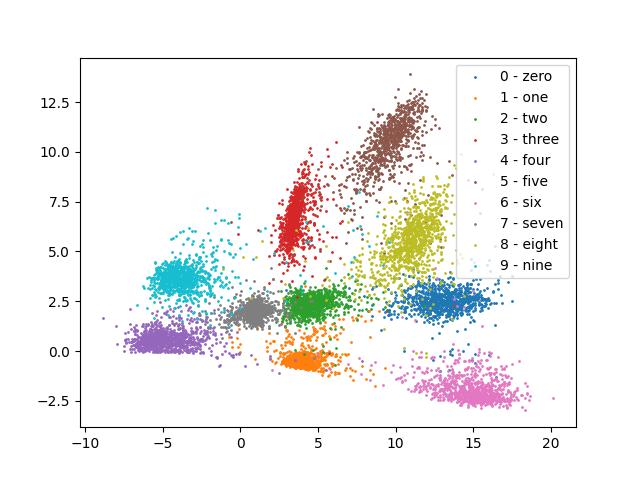 12.5
10.0
7.5
5.0
2.5
0.0
−2.5
−10
−5
0
5
10
15
20
0 - zero
1 - one
2 - two
3 - three
4 - four
5 - five
6 - six
7 - seven
8 - eight
9 - nine